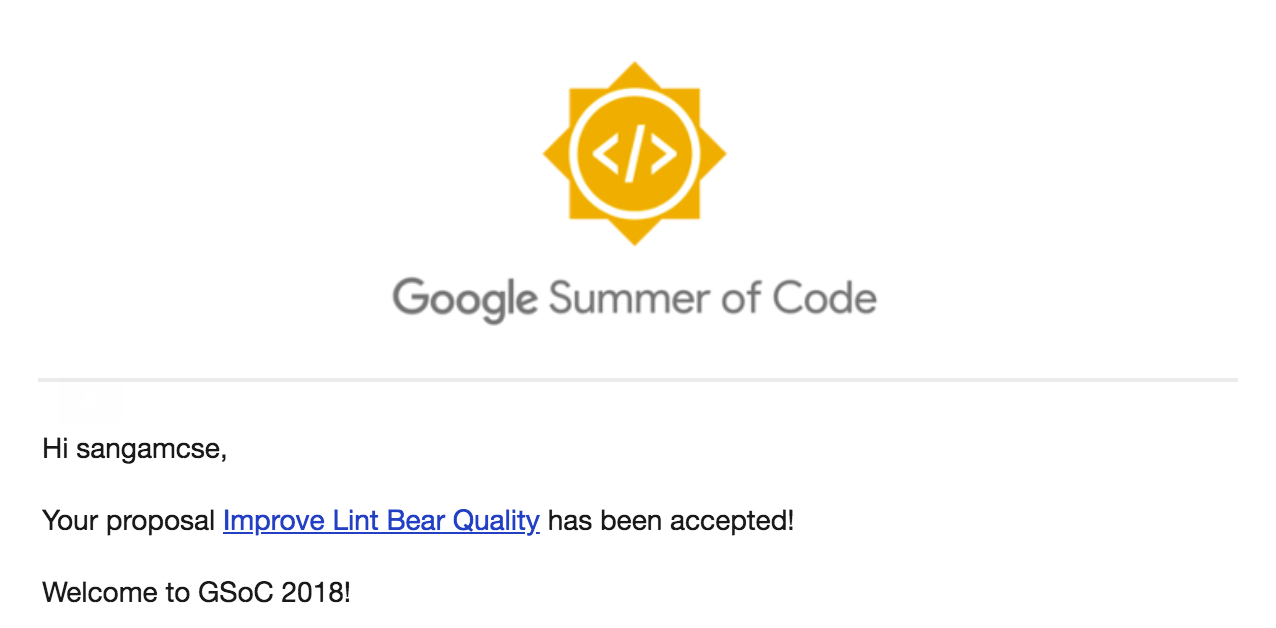 </>
Google Summer of Code
Hi sangamcse,
Your proposal Improve Lint Bear Quality has been accepted!
Welcome to GSoC 2018!